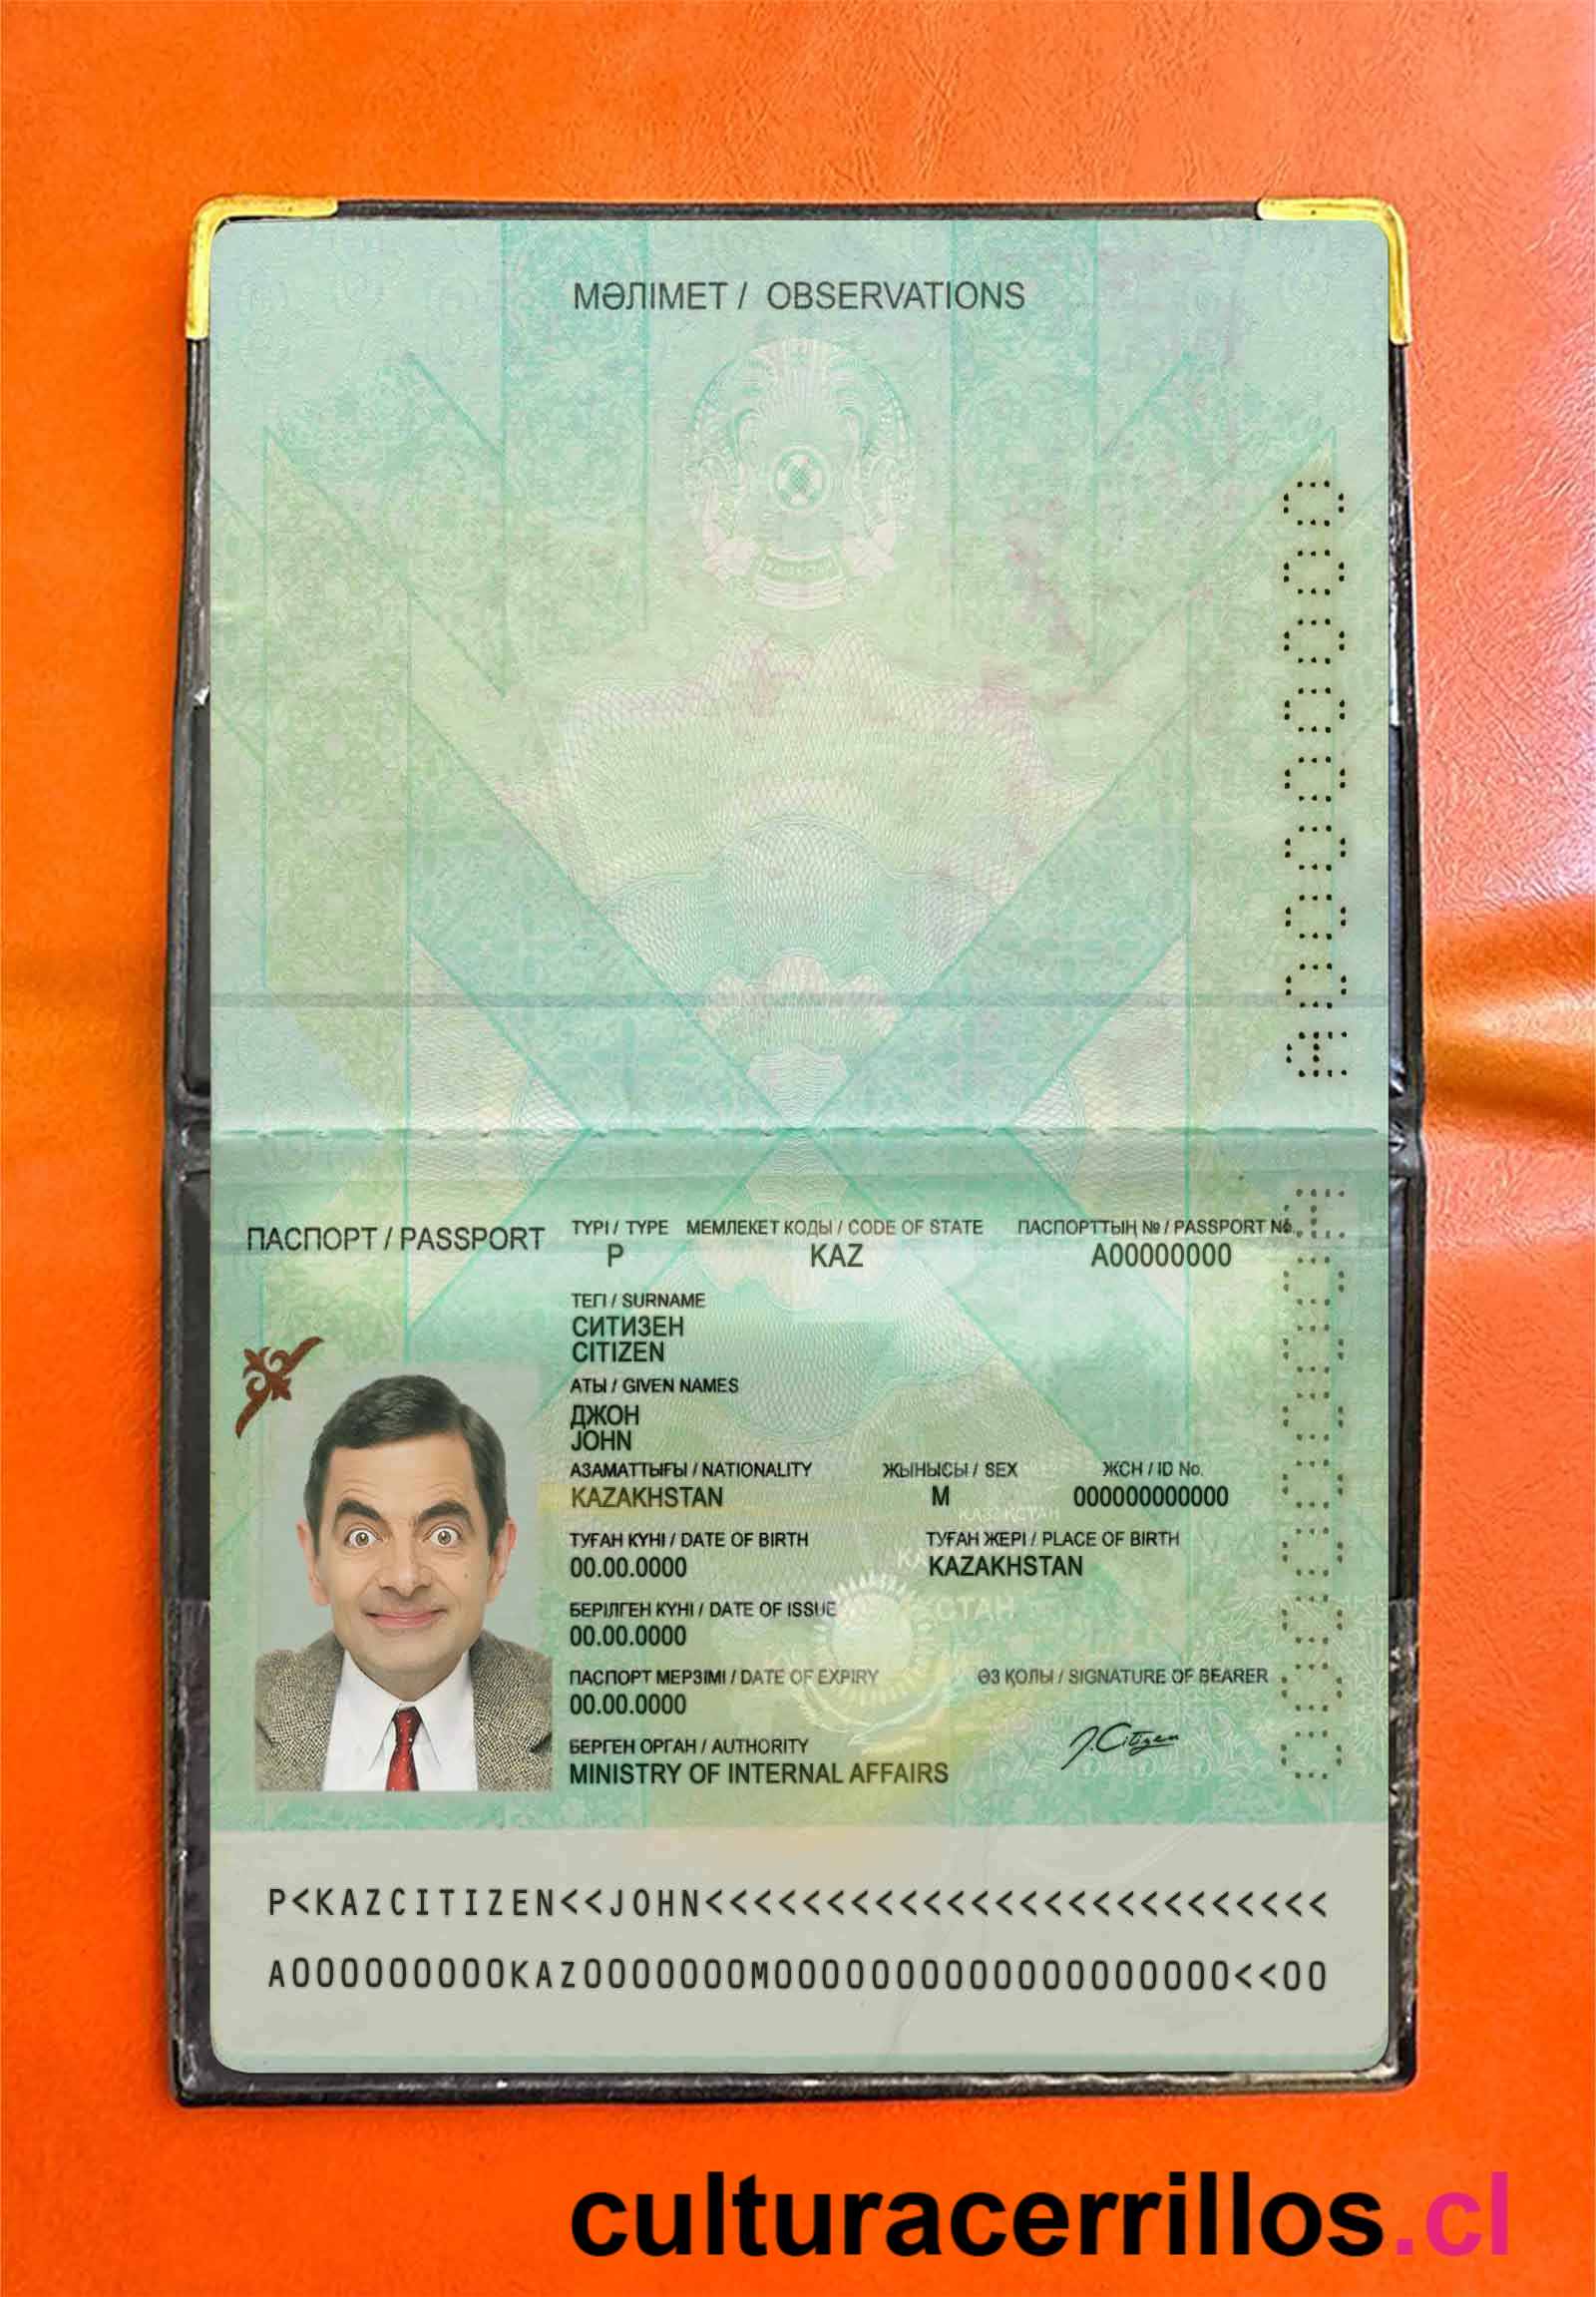 МӘЛІМЕТ / OBSERVATIONS
ПАСПОРТ / PASSPORT
ТҮРІ / TYPE МЕМЛЕКЕТ КОДЫ / CODE OF STATE ПАСПОРТТЫҢ № / PASSPORT №
P KAZ A00000000
ТЕГІ / SURNAME
СИТИЗЕН
CITIZEN
АТЫ / GIVEN NAMES
ДЖОН
JOHN
АЗАМАТТЫҒЫ / NATIONALITY ЖЫНЫСЫ / SEX ЖСН / ID No.
KAZAKHSTAN M 000000000000
ҚАЗАҚСТАН
ТУҒАН КҮНІ / DATE OF BIRTH ТУҒАН ЖЕРІ / PLACE OF BIRTH
00.00.0000 KAZAKHSTAN
БЕРІЛГЕН КҮНІ / DATE OF ISSUE
00.00.0000
ПАСПОРТ МЕРЗІМІ / DATE OF EXPIRY ӨЗ ҚОЛЫ / SIGNATURE OF BEARER
00.00.0000
J.Citizen
БЕРГЕН ОРГАН / AUTHORITY
MINISTRY OF INTERNAL AFFAIRS
P<KAZCITIZEN<<JOHN<<<<<<<<<<<<<<<<<<<<<<<<<<
A000000000KAZ0000000M0000000000000000000<<00
culturacerrillos.cl